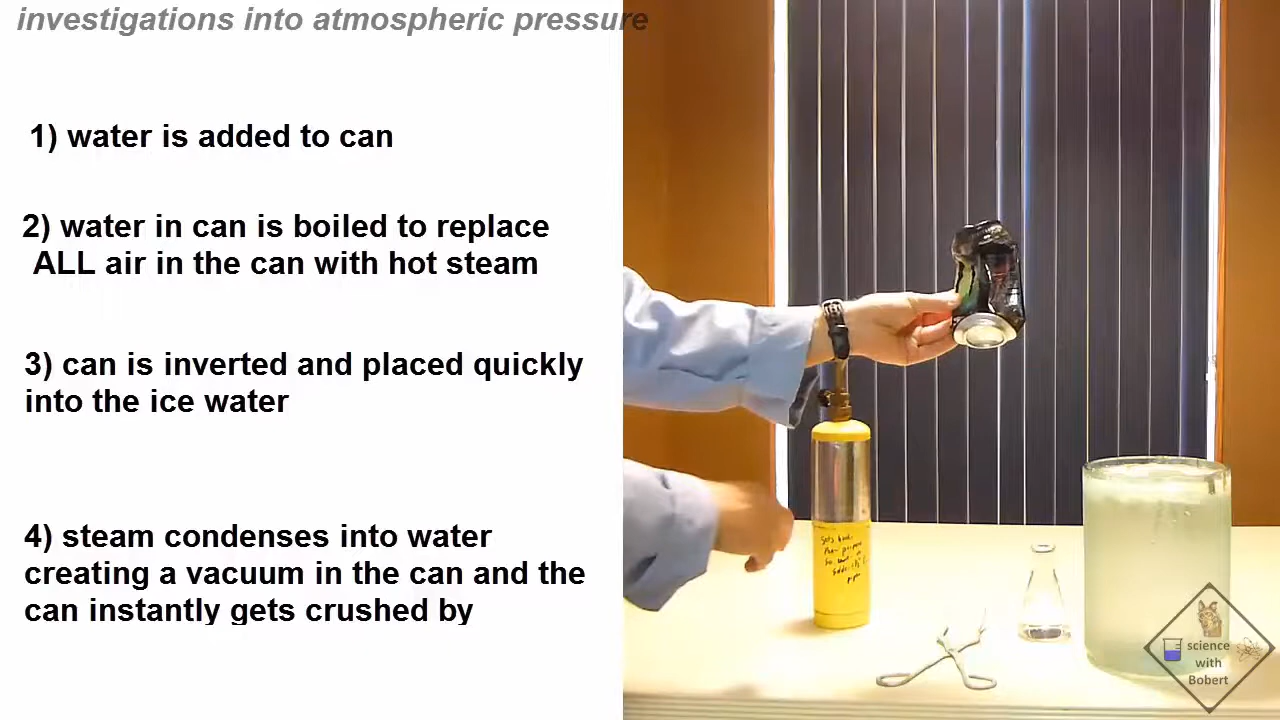 investigations into atmospheric pressure
1) water is added to can
2) water in can is boiled to replace
ALL air in the can with hot steam
3) can is inverted and placed quickly
into the ice water
4) steam condenses into water
creating a vacuum in the can and the
can instantly gets crushed by
science
with
Bobert